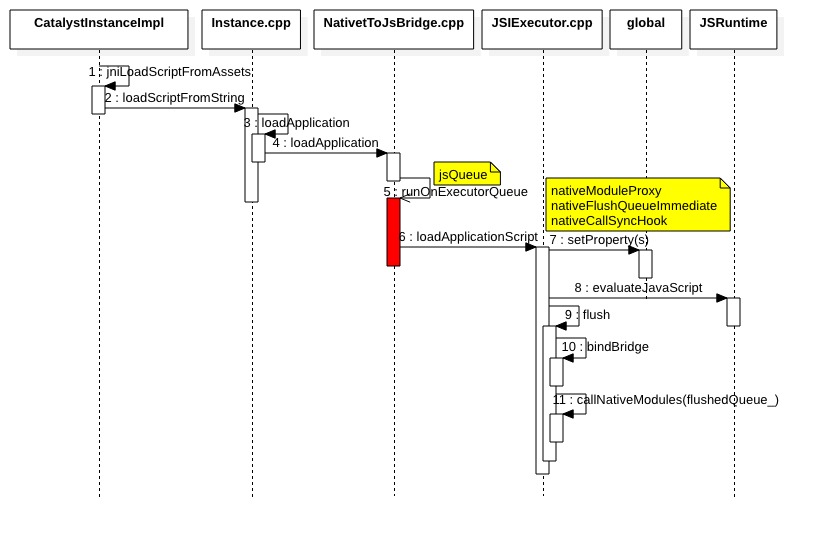 CatalystInstanceImpl
Instance.cpp
NativetToJsBridge.cpp
JSIExecutor.cpp
global
JSRuntime
1 : jniLoadScriptFromAssets
2 : loadScriptFromString
3 : loadApplication
4 : loadApplication
jsQueue
5 : runOnExecutorQueue
nativeModuleProxy
nativeFlushQueueImmediate
nativeCallSyncHook
6 : loadApplicationScript
7 : setProperty(s)
8 : evaluateJavaScript
9 : flush
10 : bindBridge
11 : callNativeModules(flushedQueue_)